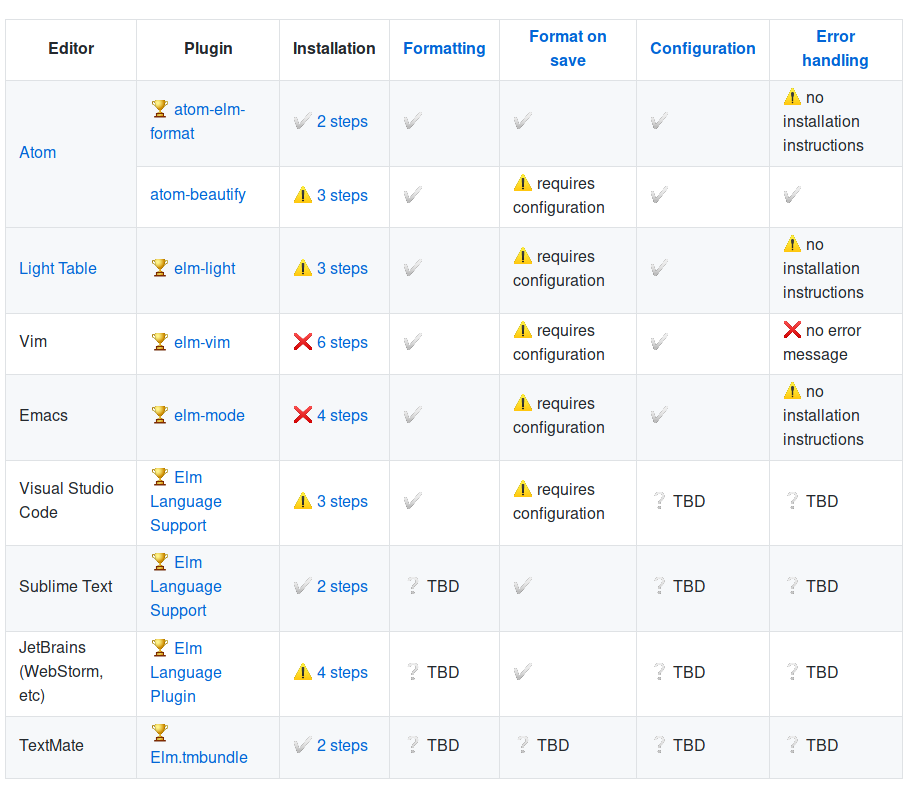 Editor Plugin Installation Formatting Format on save Configuration Error handling
Atom
atom-elm-format 2 steps no installation instructions
atom-beautify 3 steps requires configuration
Light Table elm-light 3 steps requires configuration no installation instructions
Vim elm-vim 6 steps requires configuration no error message
Emacs elm-mode 4 steps requires configuration no installation instructions
Visual Studio Code Elm Language Support 3 steps requires configuration TBD TBD
Sublime Text Elm Language Support 2 steps TBD TBD TBD
JetBrains (WebStorm, etc) Elm Language Plugin 4 steps TBD TBD TBD
TextMate Elm.tmbundle 2 steps TBD TBD TBD TBD